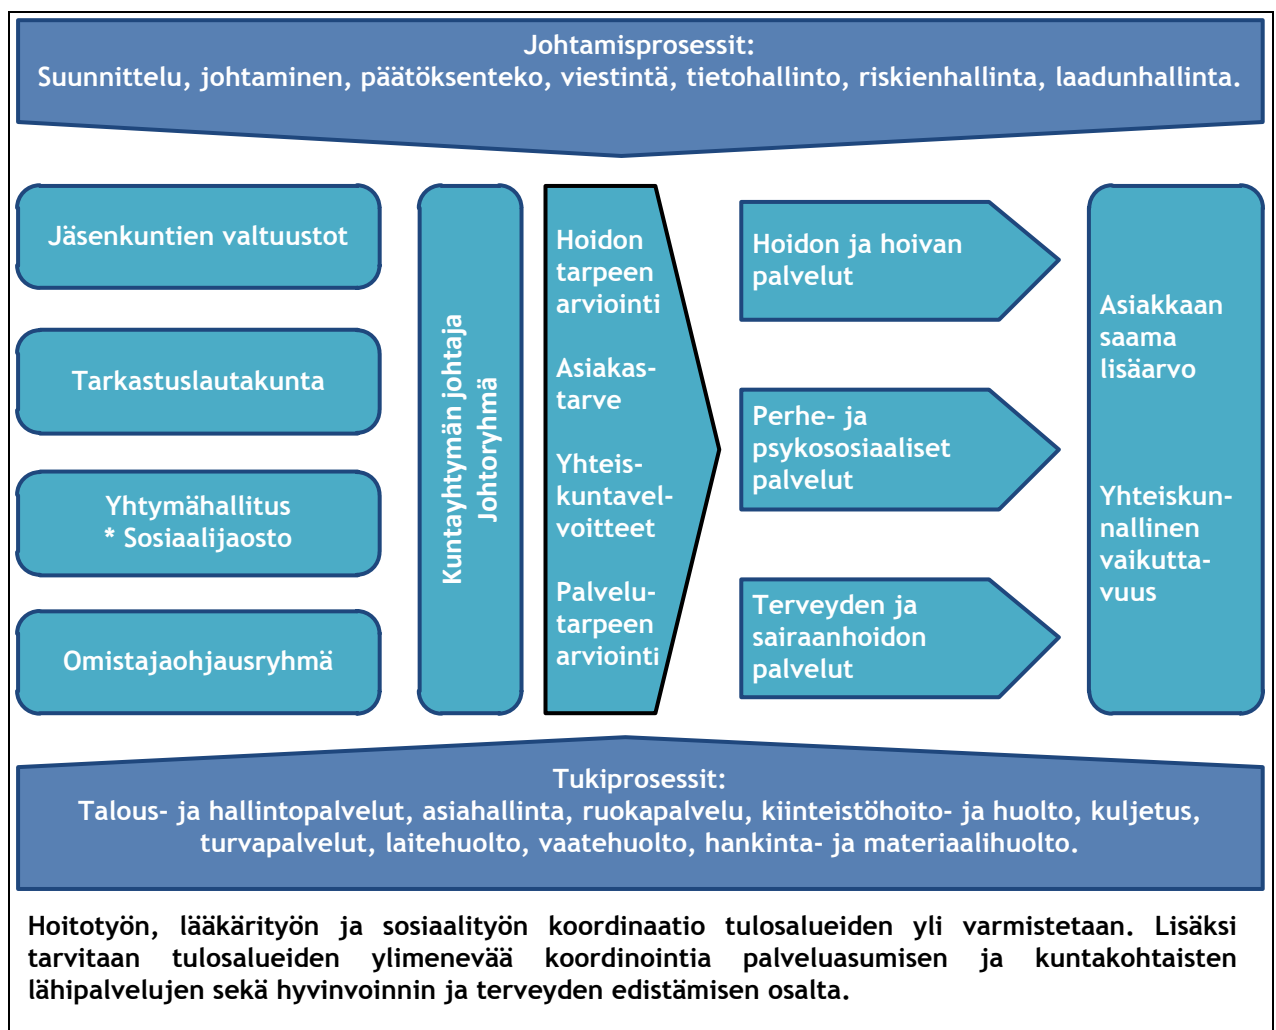 Johtamisprosessit:
Suunnittelu, johtaminen, päätöksenteko, viestintä, tietohallinto, riskienhallinta, laadunhallinta.
Jäsenkuntien valtuustot
Tarkastuslautakunta
Yhtymähallitus
* Sosiaalijaosto
Omistajaohjausryhmä
Kuntayhtymän johtaja
Johtoryhmä
Hoidon
tarpeen
arviointi
Asiakas-
tarve
Yhteis-
kuntavel-
voitteet
Palvelu-
tarpeen
arviointi
Hoidon ja hoivan
palvelut
Perhe- ja
psykososiaaliset
palvelut
Terveyden ja
sairaanhoidon
palvelut
Asiakkaan
saama
lisäarvo
Yhteiskun-
nallinen
vaikutta-
vuus
Tukiprosessit:
Talous- ja hallintopalvelut, asiahallinta, ruokapalvelu, kiinteistöhoito- ja huolto, kuljetus,
turvapalvelut, laitehuolto, vaatehuolto, hankinta- ja materiaalihuolto.
Hoitotyön, lääkärityön ja sosiaalityön koordinaatio tulosalueiden yli varmistetaan. Lisäksi
tarvitaan tulosalueiden ylimenevää koordinointia palveluasumisen ja kuntakohtaisten
lähipalvelujen sekä hyvinvoinnin ja terveyden edistämisen osalta.